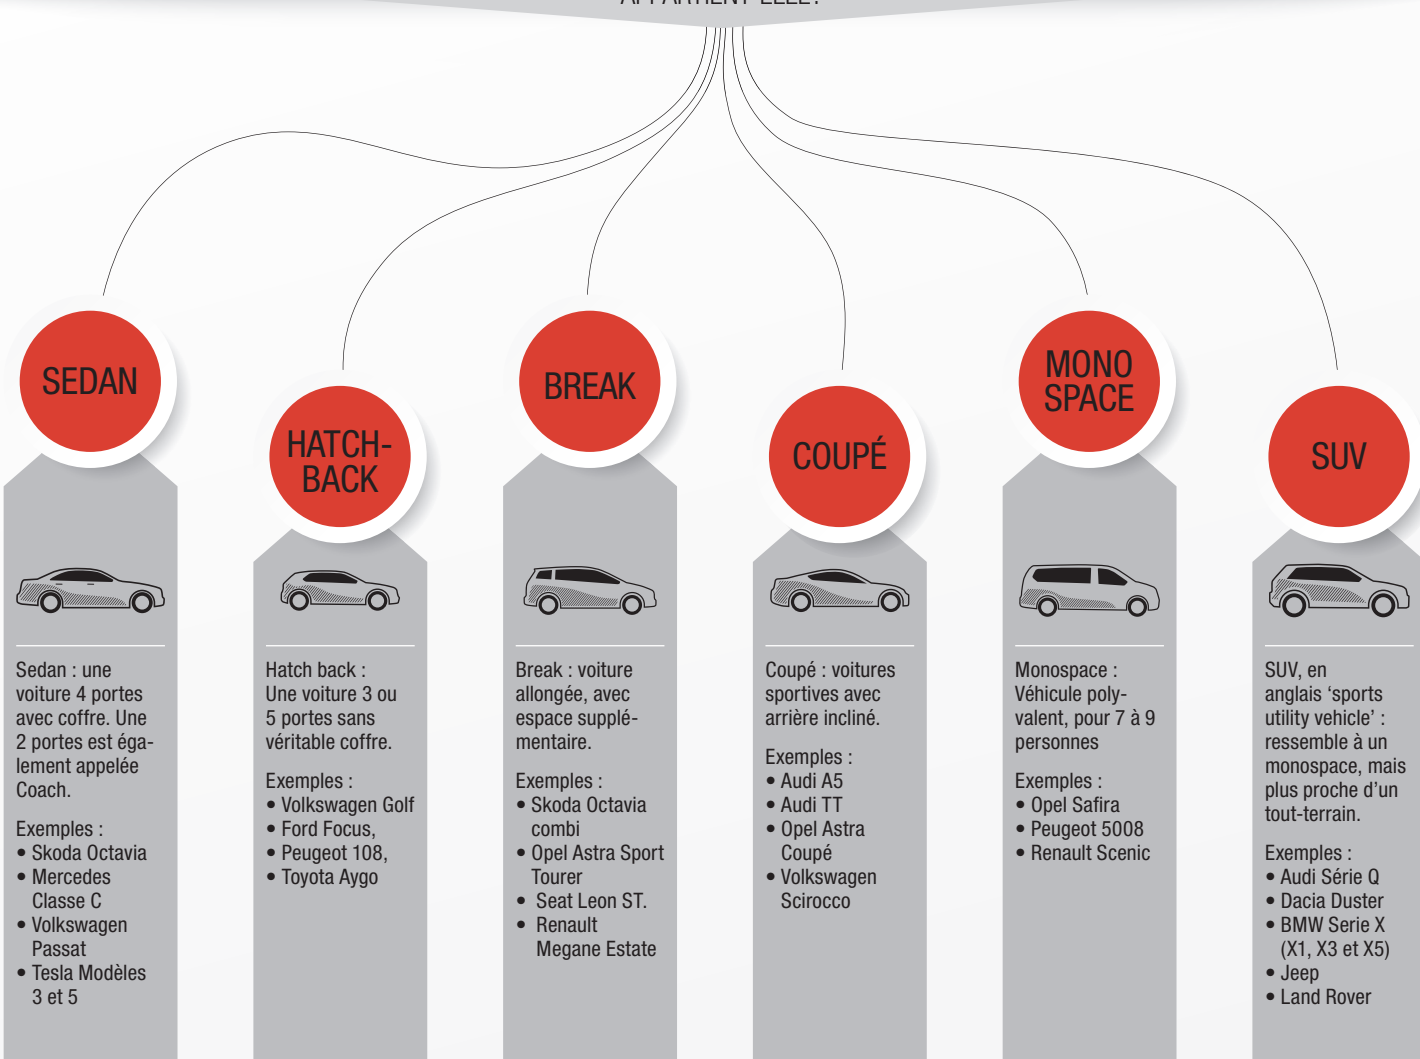 APPARTIENT-ELLE?
SEDAN
Sedan : une
voiture 4 portes
avec coffre. Une
2 portes est éga-
lement appelée
Coach.
Exemples :
• Skoda Octavia
• Mercedes
Classe C
• Volkswagen
Passat
• Tesla Modèles
3 et 5
HATCH-
BACK
Hatch back :
Une voiture 3 ou
5 portes sans
véritable coffre.
Exemples :
• Volkswagen Golf
• Ford Focus,
• Peugeot 108,
• Toyota Aygo
BREAK
Break : voiture
allongée, avec
espace supplé-
mentaire.
Exemples :
• Skoda Octavia
combi
• Opel Astra Sport
Tourer
• Seat Leon ST.
• Renault
Megane Estate
COUPÉ
Coupé : voitures
sportives avec
arrière incliné.
Exemples :
• Audi A5
• Audi TT
• Opel Astra
Coupé
• Volkswagen
Scirocco
MONO
SPACE
Monospace :
Véhicule poly-
valent, pour 7 à 9
personnes
Exemples :
• Opel Safira
• Peugeot 5008
• Renault Scenic
SUV
SUV, en
anglais ‘sports
utility vehicle’ :
ressemble à un
monospace, mais
plus proche d’un
tout-terrain.
Exemples :
• Audi Série Q
• Dacia Duster
• BMW Serie X
(X1, X3 et X5)
• Jeep
• Land Rover